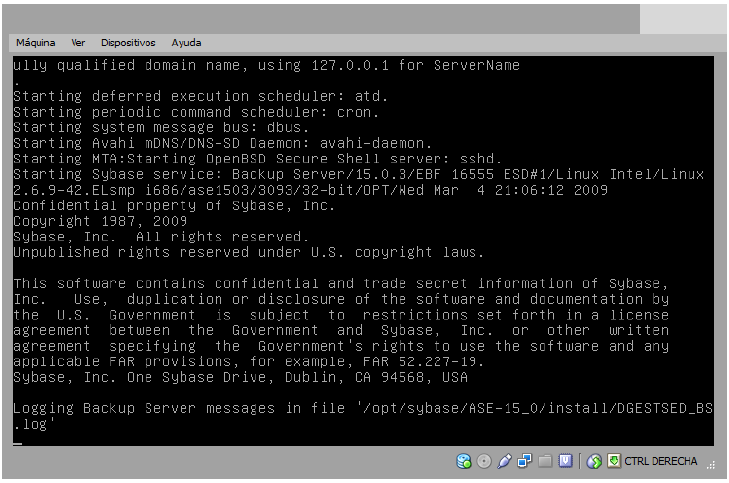 Máquina Ver Dispositivos Ayuda
ully qualified domain name, using 127.0.0.1 for ServerName
.
Starting deferred execution scheduler: atd.
Starting periodic command scheduler: cron.
Starting system message bus: dbus.
Starting Avahi mDNS/DNS-SD Daemon: avahi-daemon.
Starting MTA:Starting OpenBSD Secure Shell server: sshd.
Starting Sybase service: Backup Server/15.0.3/EBF 16555 ESD#1/Linux Intel/Linux
2.6.9-42.ELsmp i686/ase1503/3093/32-bit/OPT/Wed Mar  4 21:06:12 2009
Confidential property of Sybase, Inc.
Copyright 1987, 2009
Sybase, Inc.  All rights reserved.
Unpublished rights reserved under U.S. copyright laws.
This software contains confidential and trade secret information of Sybase,
Inc.  Use,  duplication or disclosure of the software and documentation by
the  U.S.  Government  is  subject  to  restrictions set forth in a license
agreement  between  the  Government  and  Sybase,  Inc.  or  other  written
agreement  specifying  the  Government's rights to use the software and any
applicable FAR provisions, for example, FAR 52.227-19.
Sybase, Inc. One Sybase Drive, Dublin, CA 94568, USA
Logging Backup Server messages in file '/opt/sybase/ASE-15_0/install/DGESTSED_BS
.log'
CTRL DERECHA